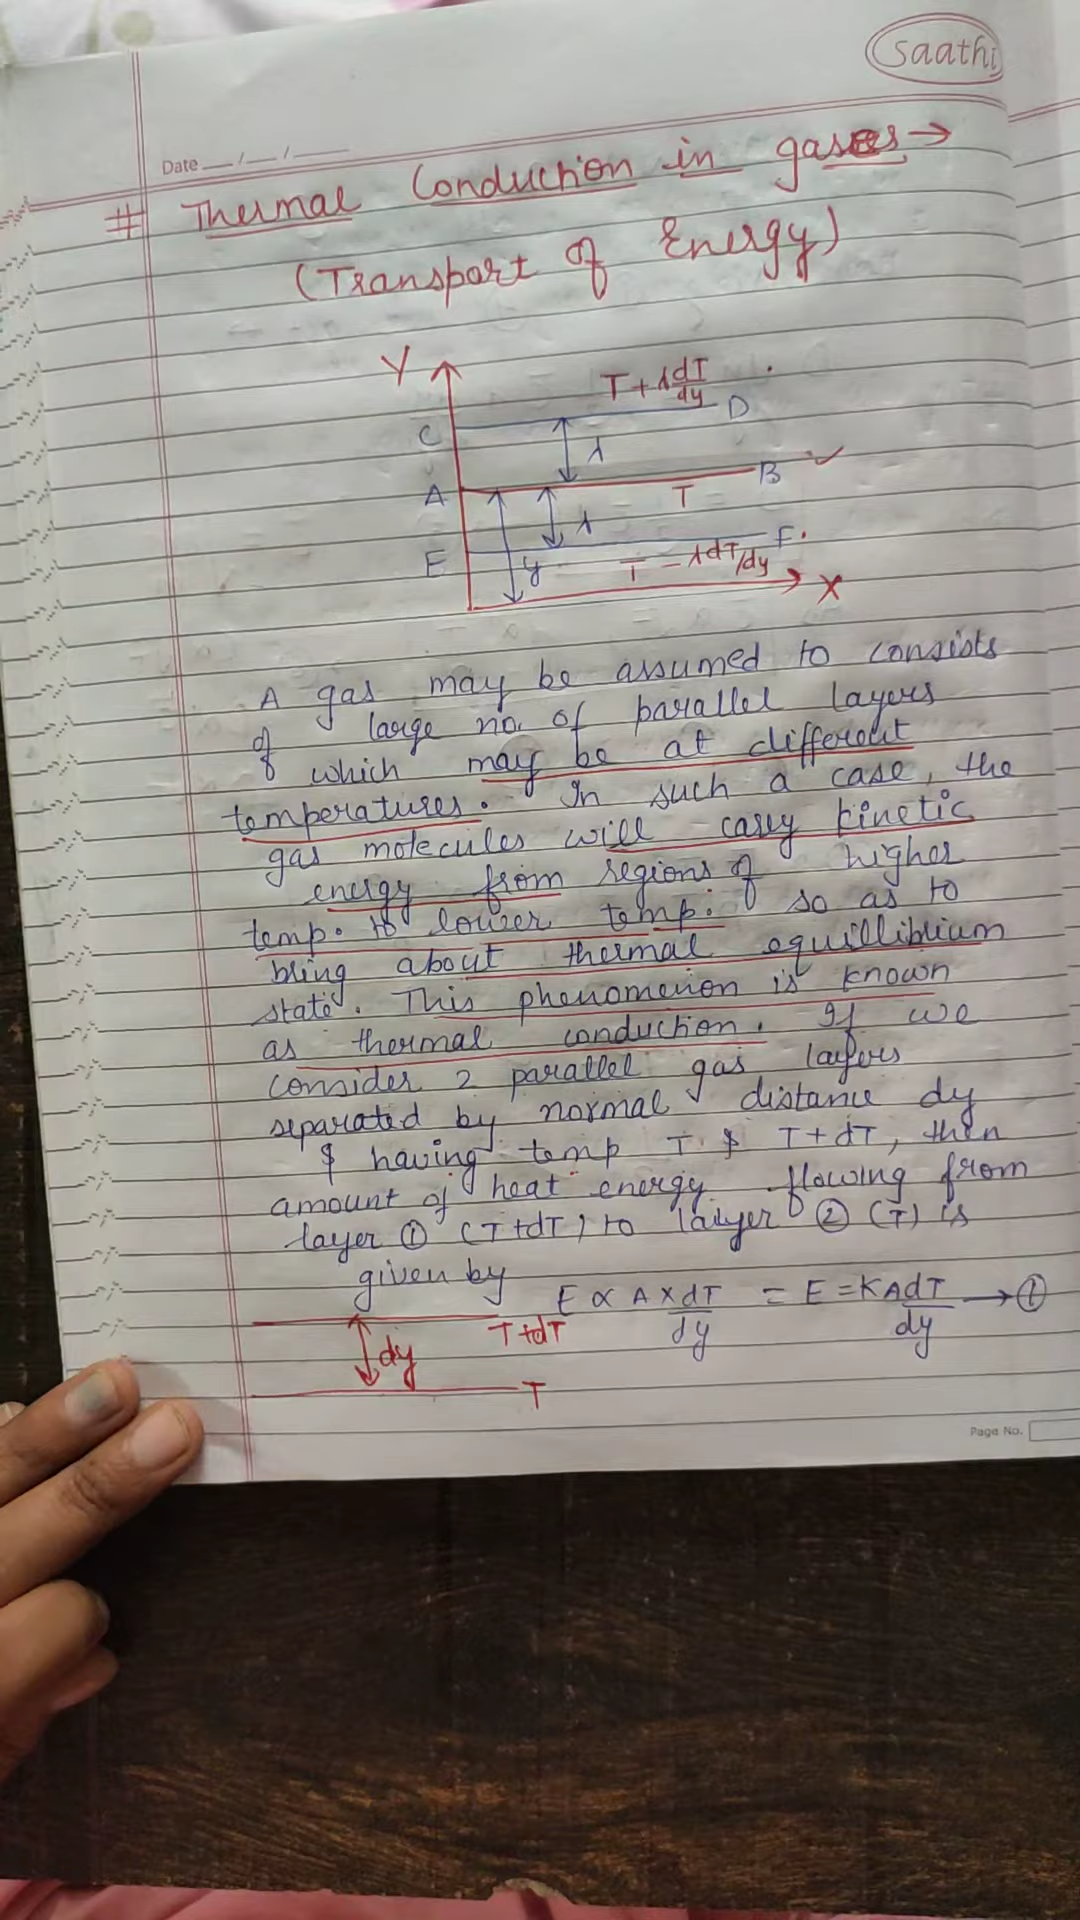 Saathi
Date __/__/__
# Thermal Conduction in gases →
(Transport of Energy)
Y
T + λ dT/dy
C
D
λ
A
B
T
λ
E
F
y
T - λ dT/dy
X
A gas may be assumed to consists
of large no. of parallel layers
of which may be at different
temperatures. In such a case, the
gas molecules will carry kinetic
energy from regions of higher
temp. to lower temp. so as to
bring about thermal equillibrium
state. This phenomenon is known
as thermal conduction. If we
consider 2 parallel gas layers
separated by normal distance dy
& having temp T & T+dT, then
amount of heat energy flowing from
layer ① (T+dT) to layer ② (T) is
given by
E ∝ A x dT/dy = E = KA dT/dy → ①
T+dT
dy
T
Page No.